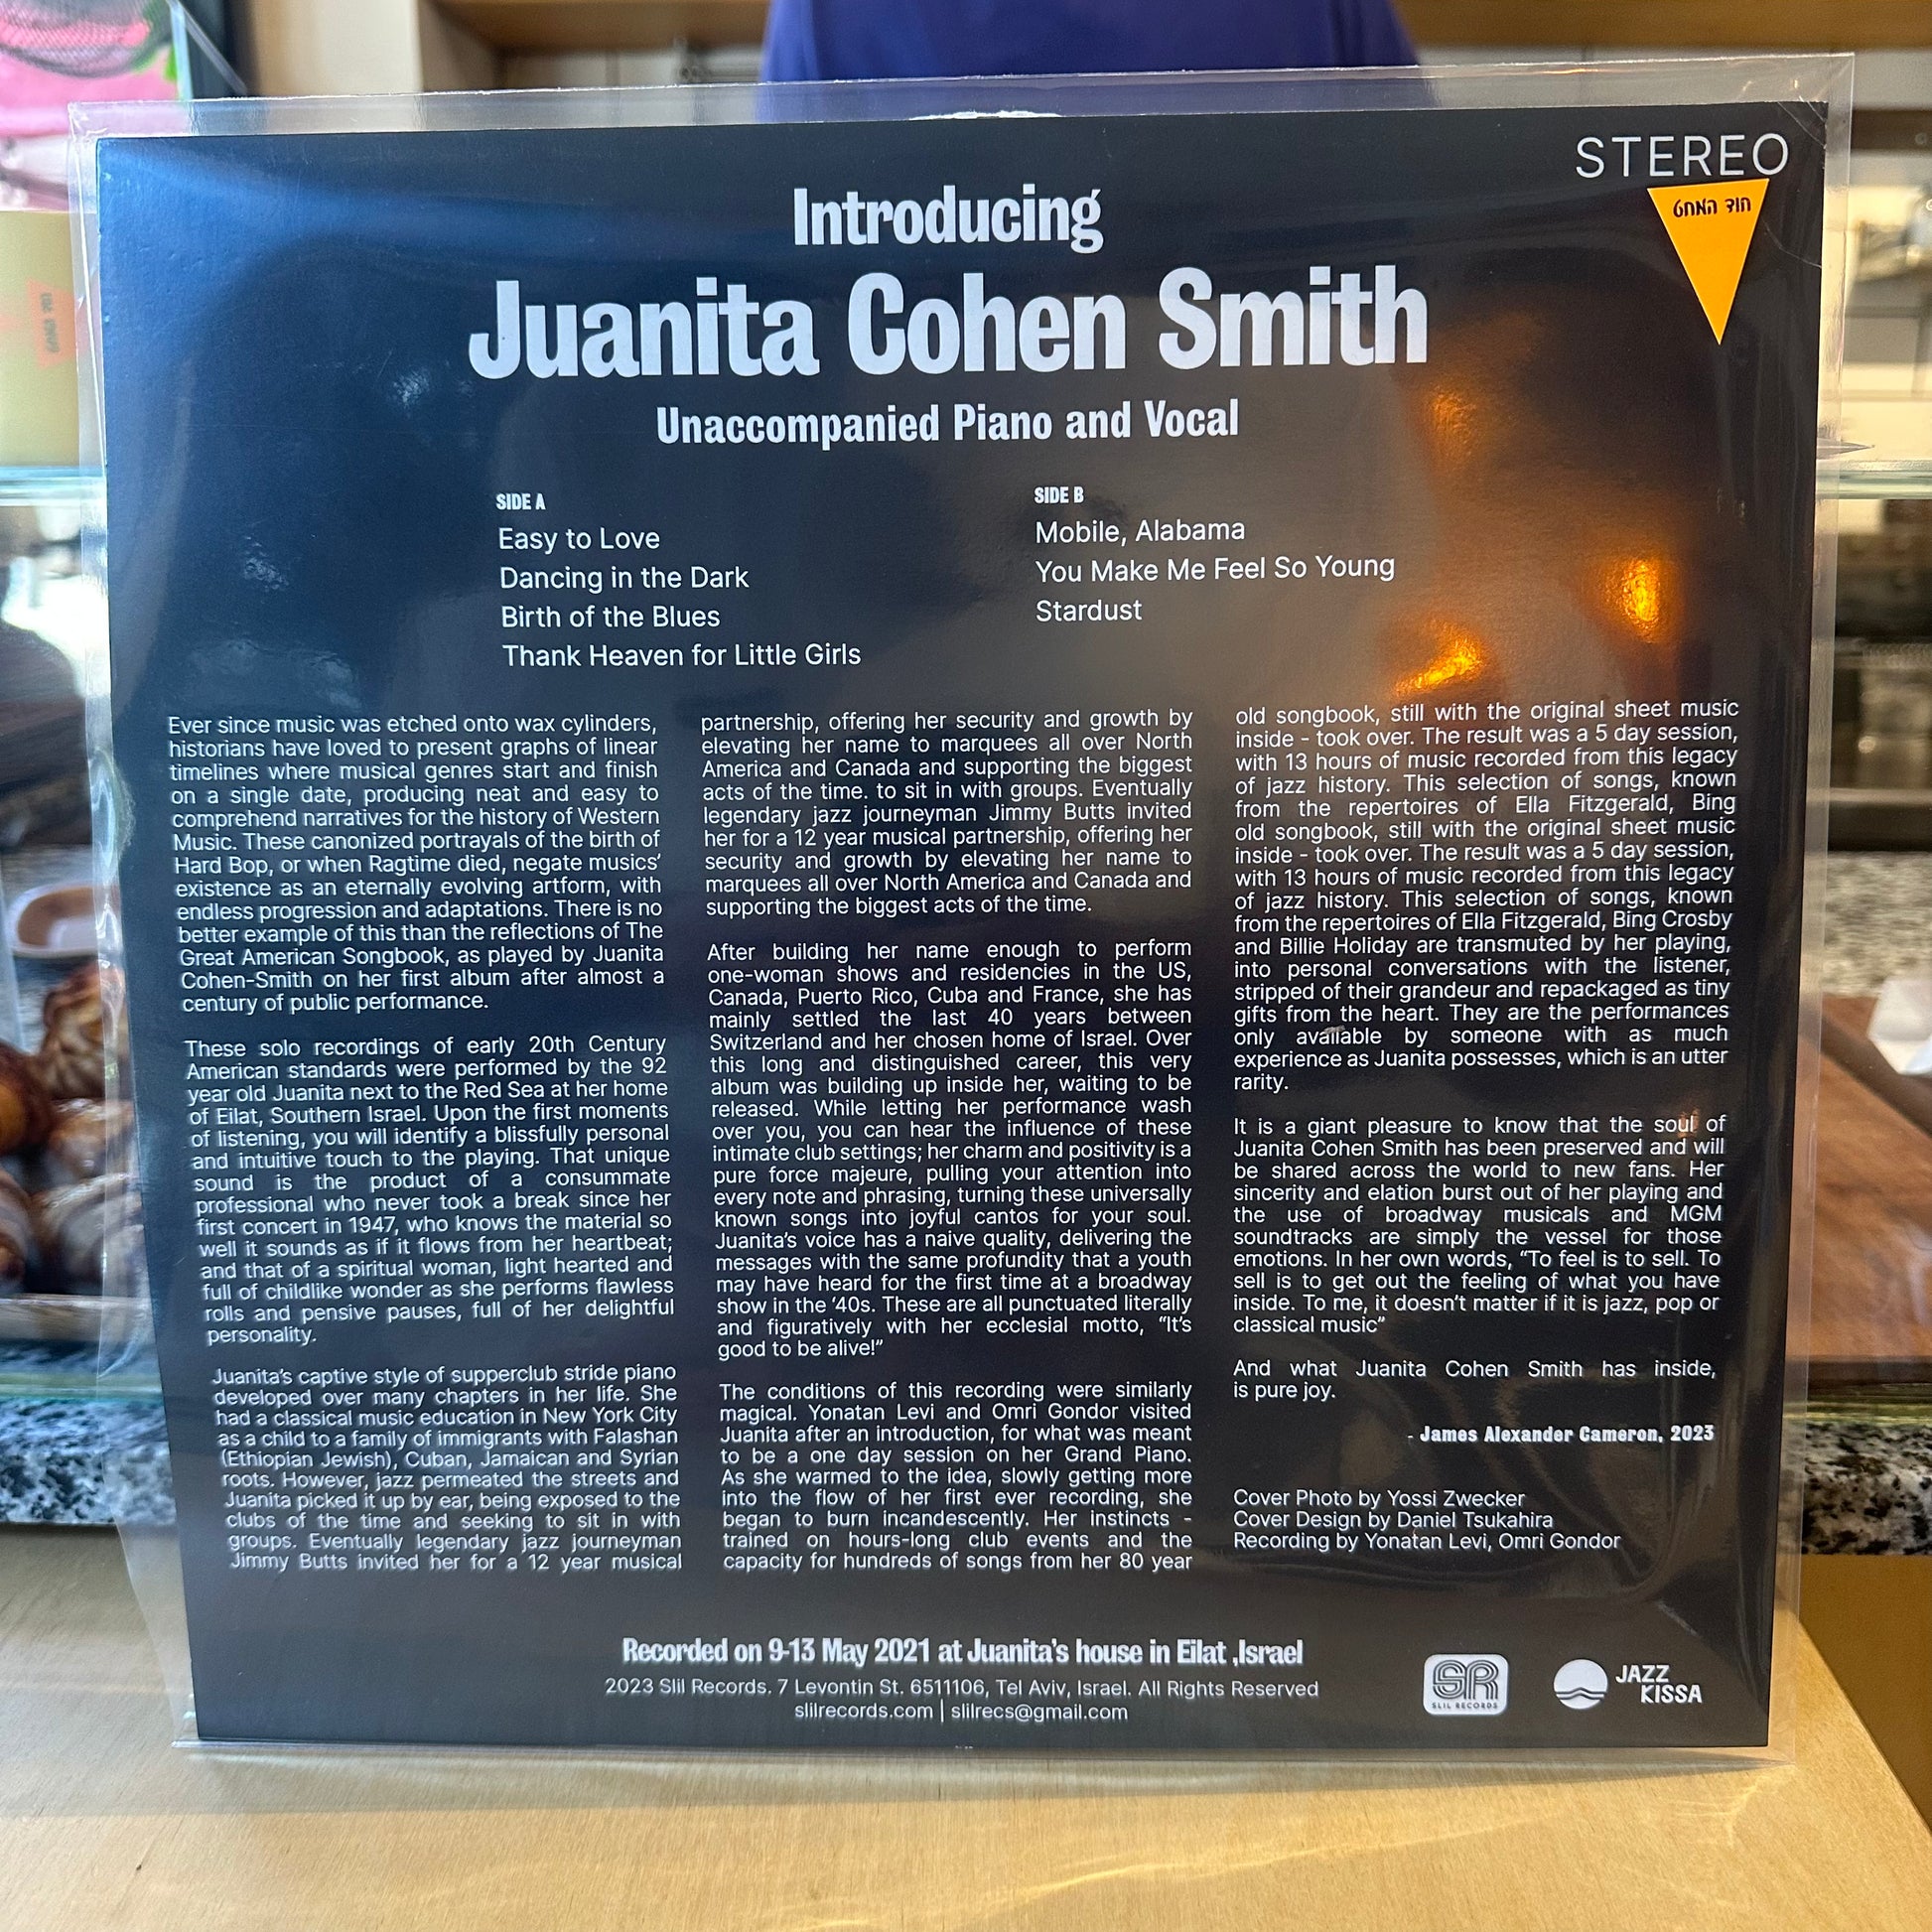 STEREO
חוד המחט
Introducing
Juanita Cohen Smith
Unaccompanied Piano and Vocal
SIDE A
Easy to Love
Dancing in the Dark
Birth of the Blues
Thank Heaven for Little Girls
SIDE B
Mobile, Alabama
You Make Me Feel So Young
Stardust
Ever since music was etched onto wax cylinders,
historians have loved to present graphs of linear
timelines where musical genres start and finish
on a single date, producing neat and easy to
comprehend narratives for the history of Western
Music. These canonized portrayals of the birth of
Hard Bop, or when Ragtime died, negate musics'
existence as an eternally evolving artform, with
endless progression and adaptations. There is no
better example of this than the reflections of The
Great American Songbook, as played by Juanita
Cohen-Smith on her first album after almost a
century of public performance.
These solo recordings of early 20th Century
American standards were performed by the 92
year old Juanita next to the Red Sea at her home
of Eilat, Southern Israel. Upon the first moments
of listening, you will identify a blissfully personal
and intuitive touch to the playing. That unique
sound is the product of a consummate
professional who never took a break since her
first concert in 1947, who knows the material so
well it sounds as if it flows from her heartbeat;
and that of a spiritual woman, light hearted and
full of childlike wonder as she performs flawless
rolls and pensive pauses, full of her delightful
personality.
Juanita's captive style of supperclub stride piano
developed over many chapters in her life. She
had a classical music education in New York City
as a child to a family of immigrants with Falashan
(Ethiopian Jewish), Cuban, Jamaican and Syrian
roots. However, jazz permeated the streets and
Juanita picked it up by ear, being exposed to the
clubs of the time and seeking to sit in with
groups. Eventually legendary jazz journeyman
Jimmy Butts invited her for a 12 year musical
partnership, offering her security and growth by
elevating her name to marquees all over North
America and Canada and supporting the biggest
acts of the time. to sit in with groups. Eventually
legendary jazz journeyman Jimmy Butts invited
her for a 12 year musical partnership, offering her
security and growth by elevating her name to
marquees all over North America and Canada and
supporting the biggest acts of the time.
After building her name enough to perform
one-woman shows and residencies in the US,
Canada, Puerto Rico, Cuba and France, she has
mainly settled the last 40 years between
Switzerland and her chosen home of Israel. Over
this long and distinguished career, this very
album was building up inside her, waiting to be
released. While letting her performance wash
over you, you can hear the influence of these
intimate club settings; her charm and positivity is a
pure force majeure, pulling your attention into
every note and phrasing, turning these universally
known songs into joyful cantos for your soul.
Juanita's voice has a naive quality, delivering the
messages with the same profundity that a youth
may have heard for the first time at a broadway
show in the '40s. These are all punctuated literally
and figuratively with her ecclesial motto, "It's
good to be alive!"
The conditions of this recording were similarly
magical. Yonatan Levi and Omri Gondor visited
Juanita after an introduction, for what was meant
to be a one day session on her Grand Piano.
As she warmed to the idea, slowly getting more
into the flow of her first ever recording, she
began to burn incandescently. Her instincts -
trained on hours-long club events and the
capacity for hundreds of songs from her 80 year
old songbook, still with the original sheet music
inside - took over. The result was a 5 day session,
with 13 hours of music recorded from this legacy
of jazz history. This selection of songs, known
from the repertoires of Ella Fitzgerald, Bing
old songbook, still with the original sheet music
inside - took over. The result was a 5 day session,
with 13 hours of music recorded from this legacy
of jazz history. This selection of songs, known
from the repertoires of Ella Fitzgerald, Bing Crosby
and Billie Holiday are transmuted by her playing,
into personal conversations with the listener,
stripped of their grandeur and repackaged as tiny
gifts from the heart. They are the performances
only available by someone with as much
experience as Juanita possesses, which is an utter
rarity.
It is a giant pleasure to know that the soul of
Juanita Cohen Smith has been preserved and will
be shared across the world to new fans. Her
sincerity and elation burst out of her playing and
the use of broadway musicals and MGM
soundtracks are simply the vessel for those
emotions. In her own words, "To feel is to sell. To
sell is to get out the feeling of what you have
inside. To me, it doesn't matter if it is jazz, pop or
classical music"
And what Juanita Cohen Smith has inside,
is pure joy.
- James Alexander Cameron, 2023
Cover Photo by Yossi Zwecker
Cover Design by Daniel Tsukahira
Recording by Yonatan Levi, Omri Gondor
Recorded on 9-13 May 2021 at Juanita's house in Eilat ,Israel
2023 Slil Records. 7 Levontin St. 6511106, Tel Aviv, Israel. All Rights Reserved
slilrecords.com | slilrecs@gmail.com
SR
SLIL RECORDS
JAZZ
KISSA